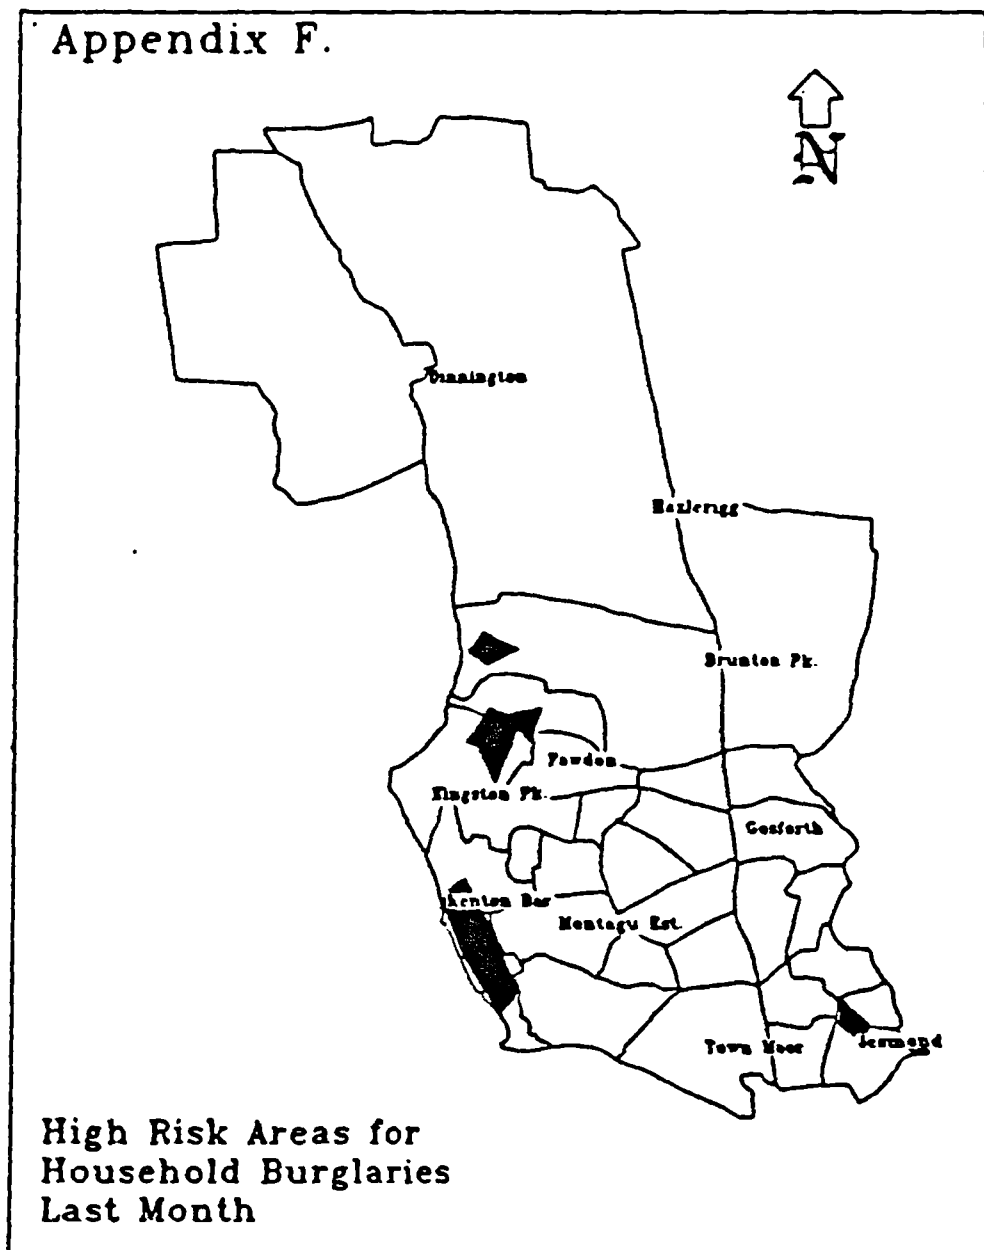 Appendix F.
N
Dinnington
Hazlerigg
Brunton Pk.
Fawdon
Kingston Pk.
Gosforth
Kenton Bar
Montagu Est.
Town Moor
Jesmond
High Risk Areas for
Household Burglaries
Last Month